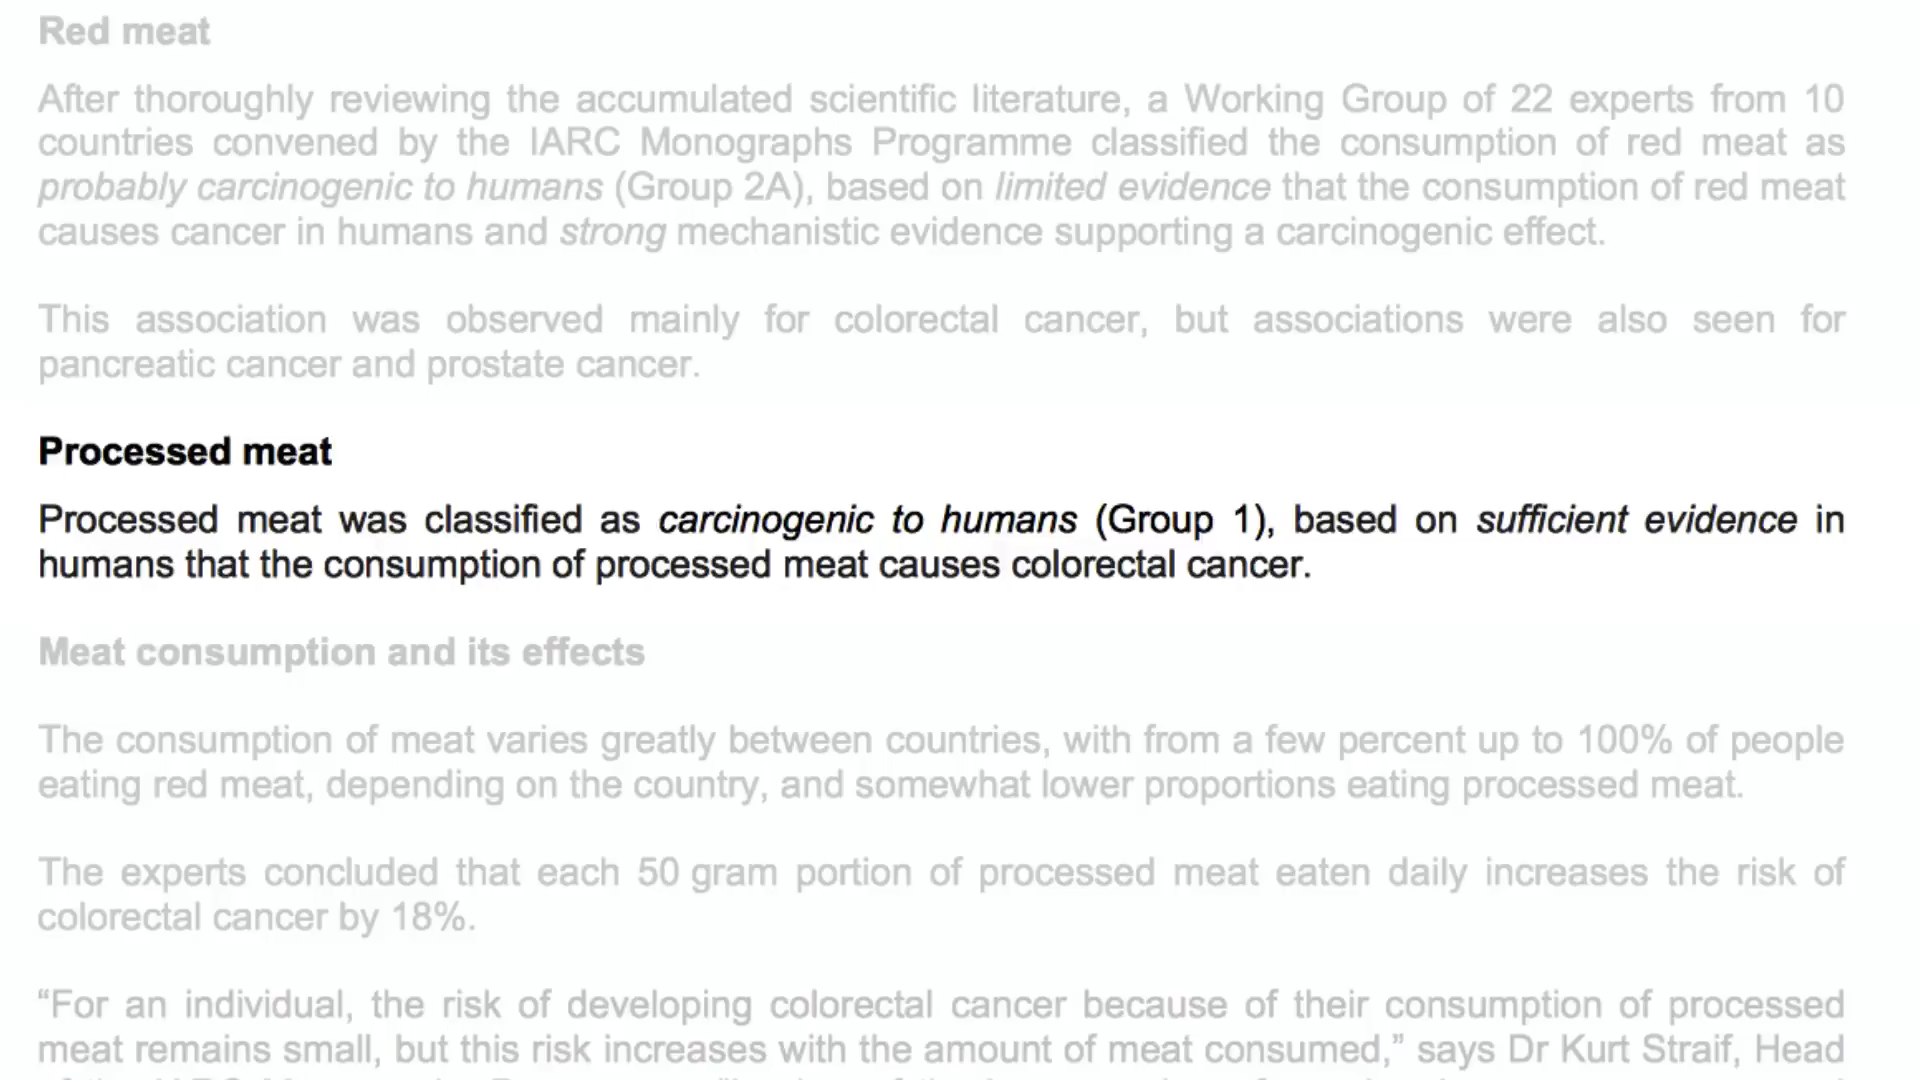 Red meat
After thoroughly reviewing the accumulated scientific literature, a Working Group of 22 experts from 10
countries convened by the IARC Monographs Programme classified the consumption of red meat as
probably carcinogenic to humans (Group 2A), based on limited evidence that the consumption of red meat
causes cancer in humans and strong mechanistic evidence supporting a carcinogenic effect.
This association was observed mainly for colorectal cancer, but associations were also seen for
pancreatic cancer and prostate cancer.
Processed meat
Processed meat was classified as carcinogenic to humans (Group 1), based on sufficient evidence in
humans that the consumption of processed meat causes colorectal cancer.
Meat consumption and its effects
The consumption of meat varies greatly between countries, with from a few percent up to 100% of people
eating red meat, depending on the country, and somewhat lower proportions eating processed meat.
The experts concluded that each 50 gram portion of processed meat eaten daily increases the risk of
colorectal cancer by 18%.
“For an individual, the risk of developing colorectal cancer because of their consumption of processed
meat remains small, but this risk increases with the amount of meat consumed,” says Dr Kurt Straif, Head